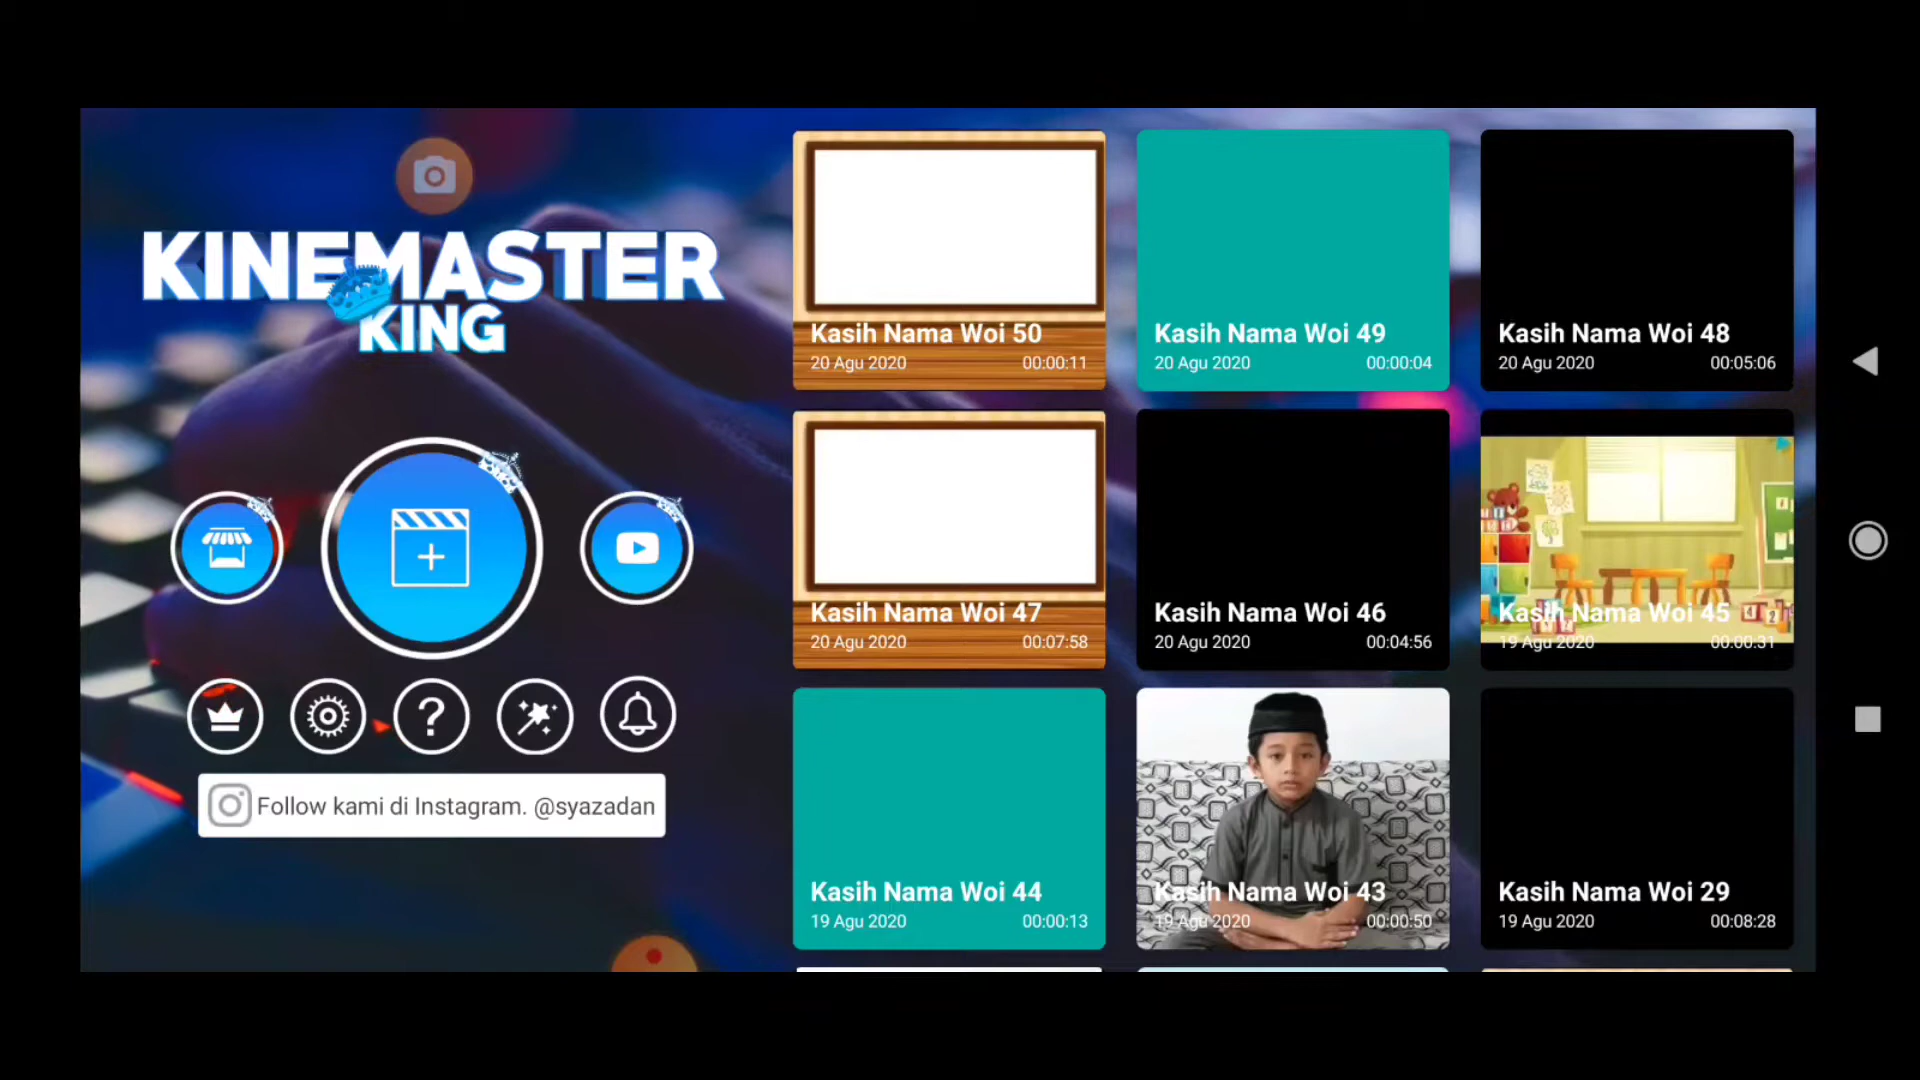 KINEMASTER
KING
Follow kami di Instagram. @syazadan
Kasih Nama Woi 50
20 Agu 2020 00:00:11
Kasih Nama Woi 49
20 Agu 2020 00:00:04
Kasih Nama Woi 48
20 Agu 2020 00:05:06
Kasih Nama Woi 47
20 Agu 2020 00:07:58
Kasih Nama Woi 46
20 Agu 2020 00:04:56
Kasih Nama Woi 45
19 Agu 2020 00:00:31
Kasih Nama Woi 44
19 Agu 2020 00:00:13
Kasih Nama Woi 43
19 Agu 2020 00:00:50
Kasih Nama Woi 29
19 Agu 2020 00:08:28